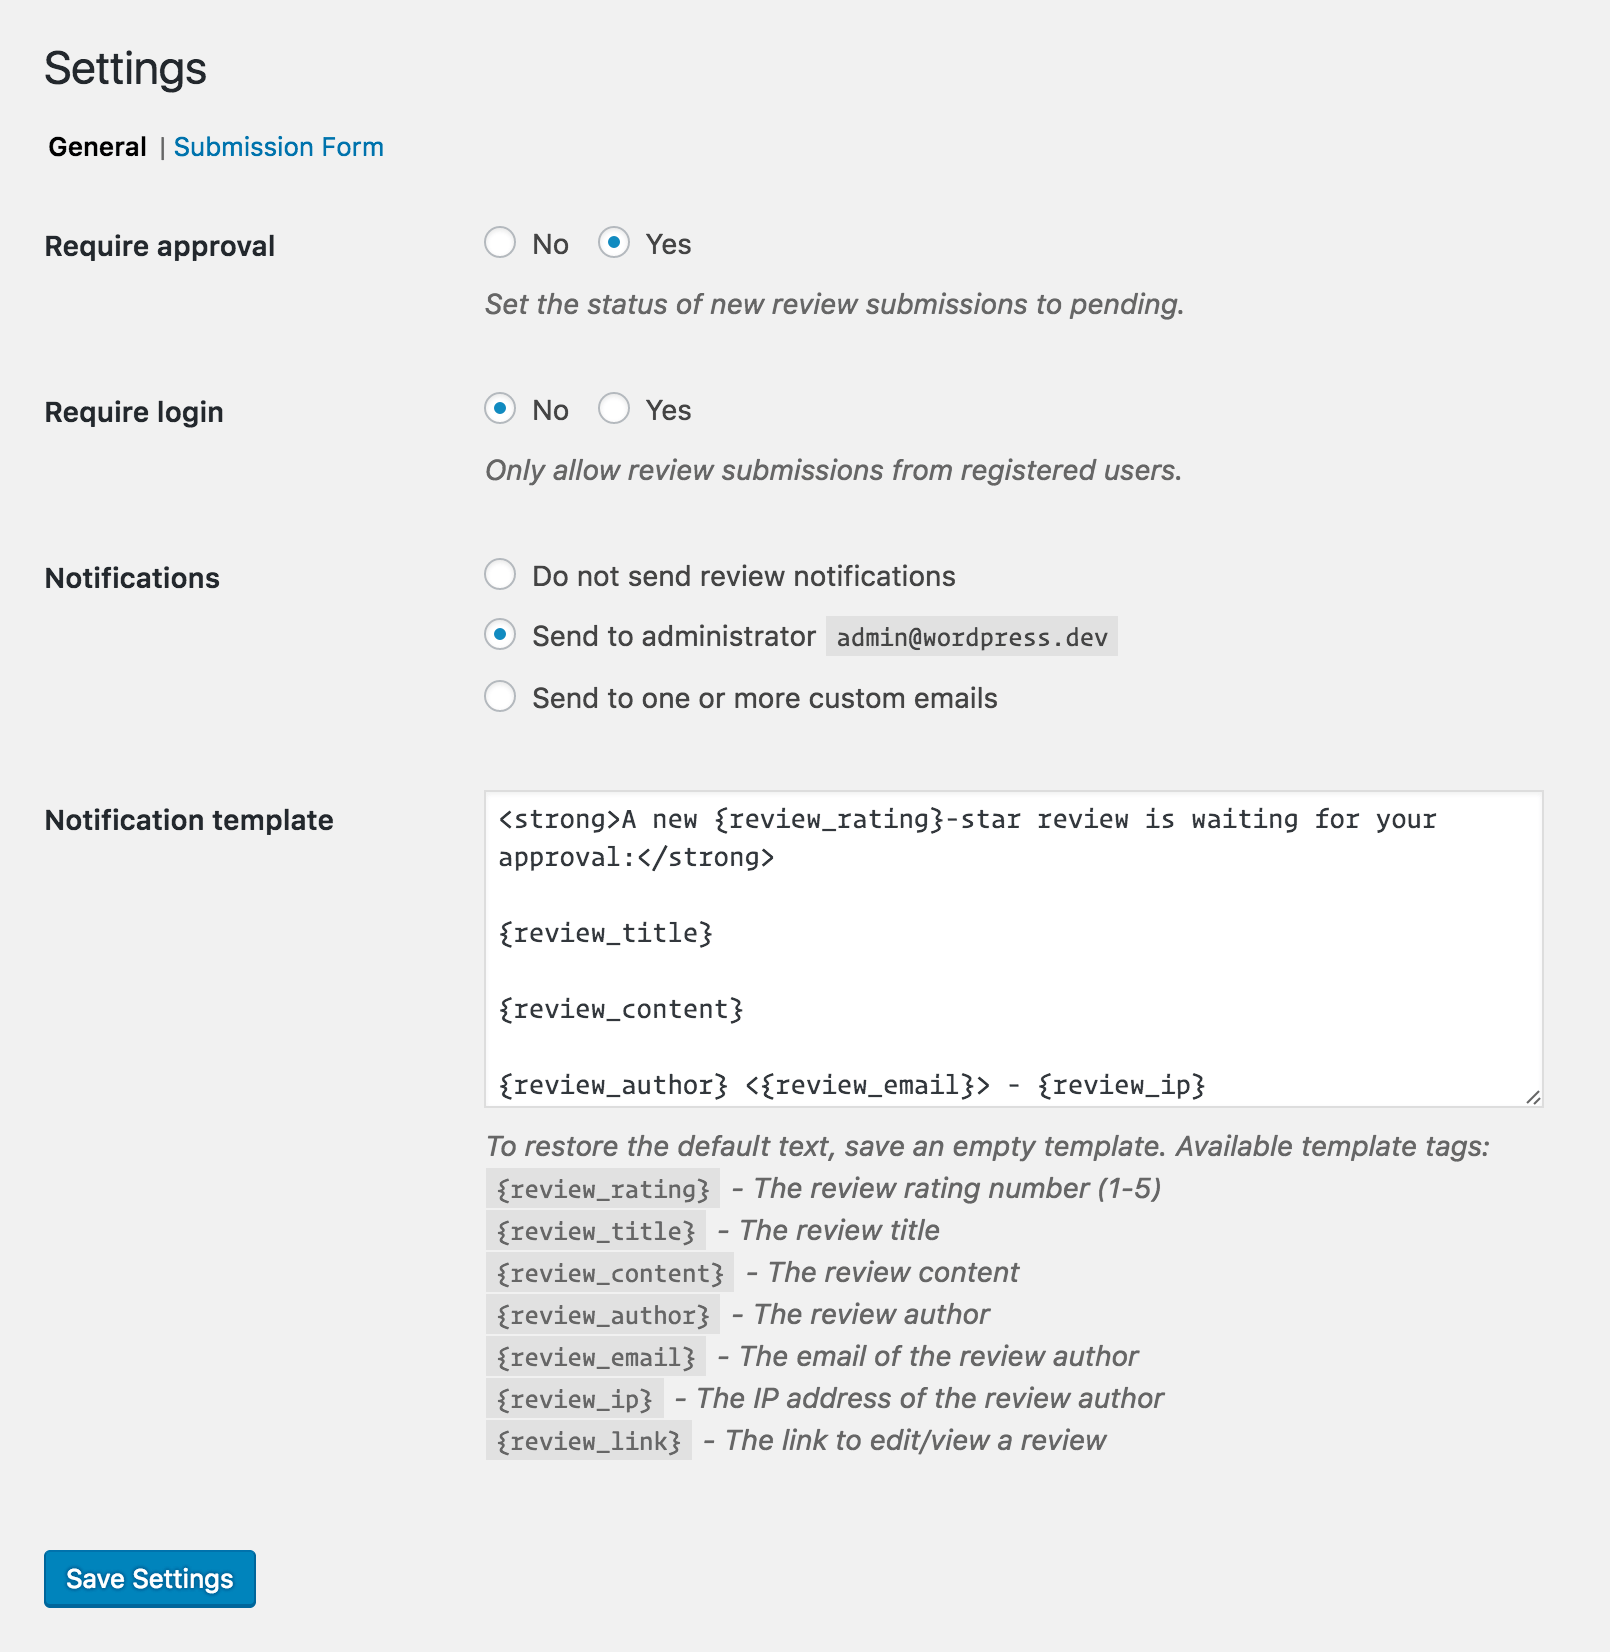 Settings
General | Submission Form
Require approval
No Yes
Set the status of new review submissions to pending.
Require login
No Yes
Only allow review submissions from registered users.
Notifications
Do not send review notifications
Send to administrator admin@wordpress.dev
Send to one or more custom emails
Notification template
<strong>A new {review_rating}-star review is waiting for your
approval:</strong>
{review_title}
{review_content}
{review_author} <{review_email}> - {review_ip}
To restore the default text, save an empty template. Available template tags:
{review_rating} - The review rating number (1-5)
{review_title} - The review title
{review_content} - The review content
{review_author} - The review author
{review_email} - The email of the review author
{review_ip} - The IP address of the review author
{review_link} - The link to edit/view a review
Save Settings